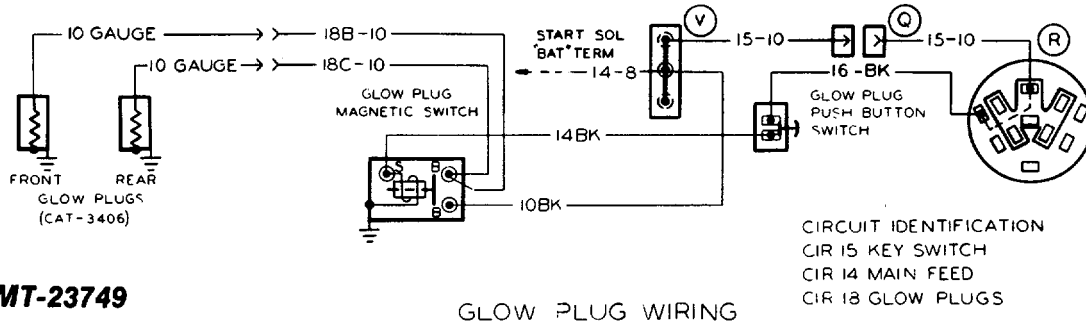 10 GAUGE
18B-10
10 GAUGE
18C-10
START SOL
"BAT" TERM
14-8
V
15-10
Q
15-10
R
16-BK
GLOW PLUG
MAGNETIC SWITCH
GLOW PLUG
PUSH BUTTON
SWITCH
14BK
S
B
B
10BK
FRONT
REAR
GLOW PLUGS
(CAT-3406)
CIRCUIT IDENTIFICATION
CIR 15 KEY SWITCH
CIR 14 MAIN FEED
CIR 18 GLOW PLUGS
MT-23749
GLOW PLUG WIRING